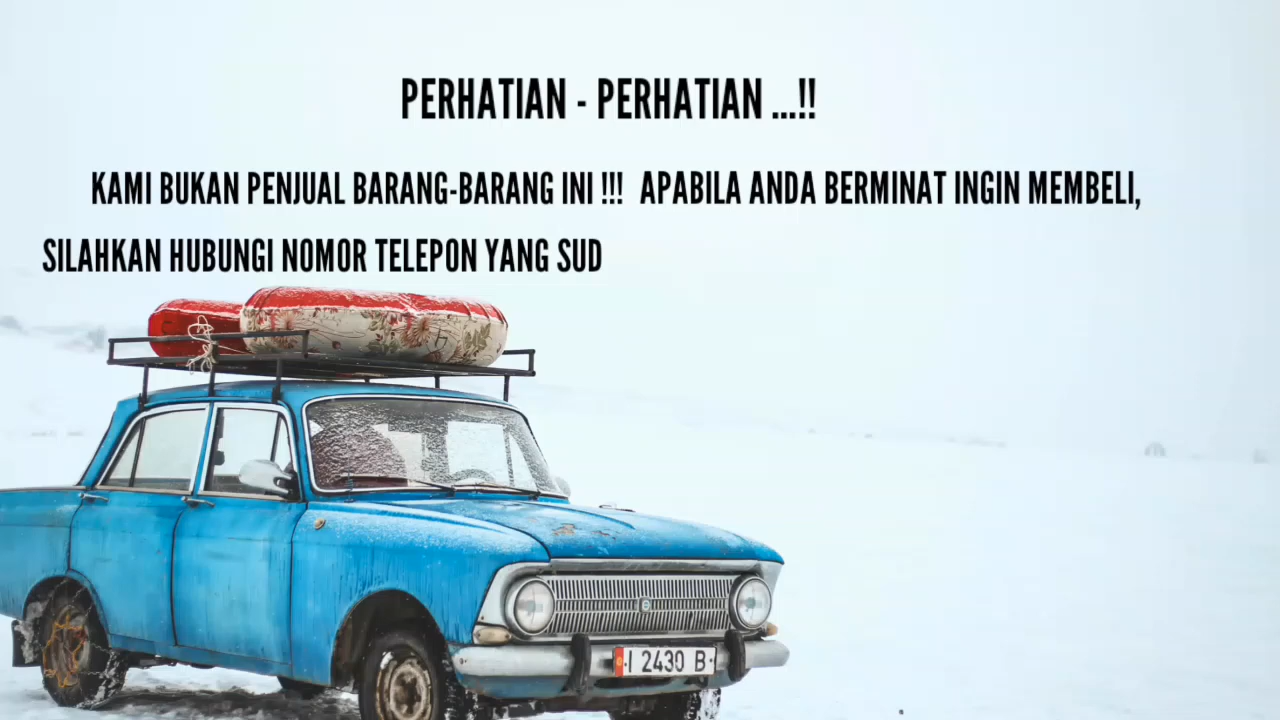 PERHATIAN - PERHATIAN ...!!
KAMI BUKAN PENJUAL BARANG-BARANG INI !!! APABILA ANDA BERMINAT INGIN MEMBELI,
SILAHKAN HUBUNGI NOMOR TELEPON YANG SUD
I 2430 B